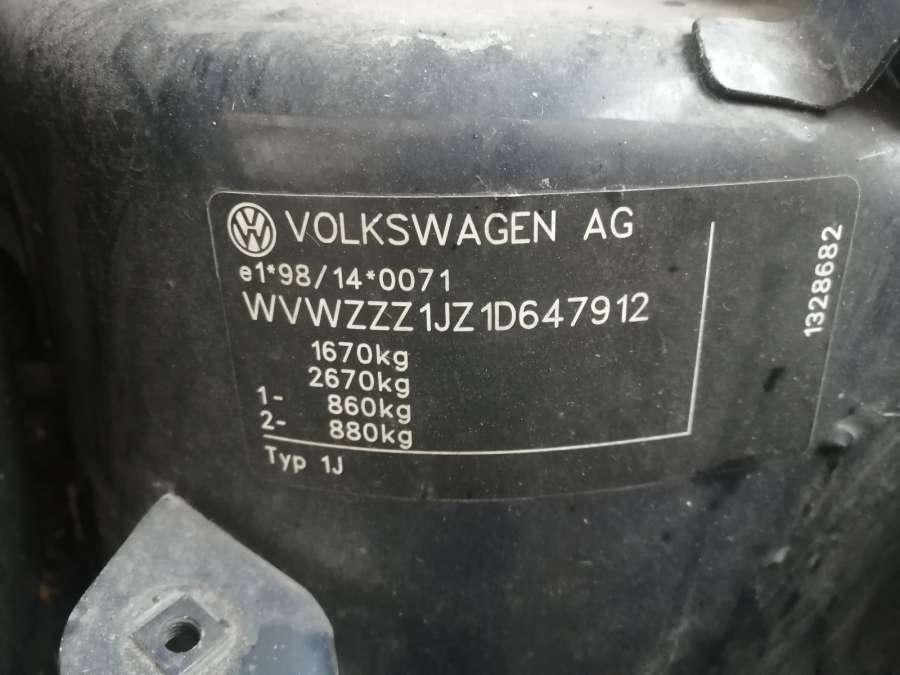 VOLKSWAGEN AG
e1*98/14*0071
WVWZZZ1JZ1D647912
1670kg
2670kg
1- 860kg
2- 880kg
Typ 1J
1328682